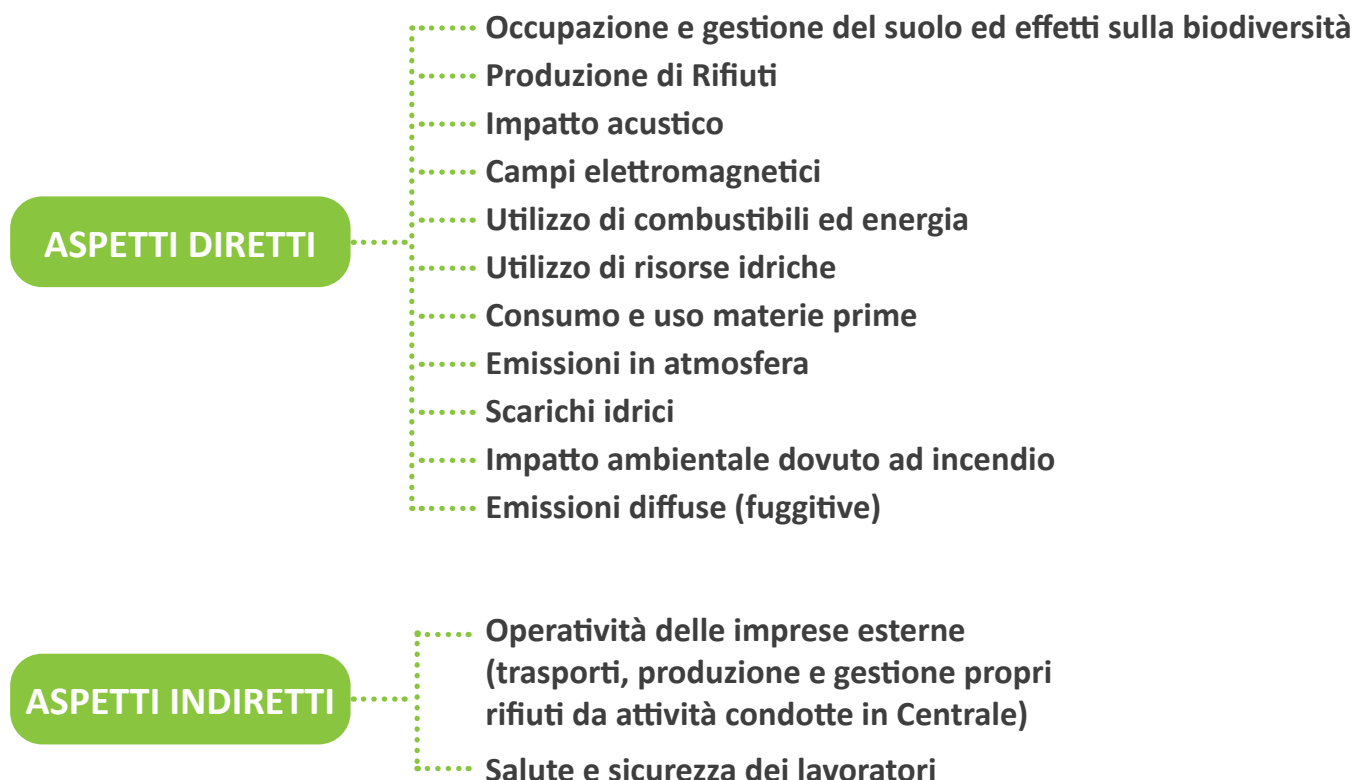 Occupazione e gestione del suolo ed effetti sulla biodiversità
Produzione di Rifiuti
Impatto acustico
Campi elettromagnetici
Utilizzo di combustibili ed energia
ASPETTI DIRETTI
Utilizzo di risorse idriche
Consumo e uso materie prime
Emissioni in atmosfera
Scarichi idrici
Impatto ambientale dovuto ad incendio
Emissioni diffuse (fuggitive)
Operatività delle imprese esterne
(trasporti, produzione e gestione propri
rifiuti da attività condotte in Centrale)
ASPETTI INDIRETTI
Salute e sicurezza dei lavoratori